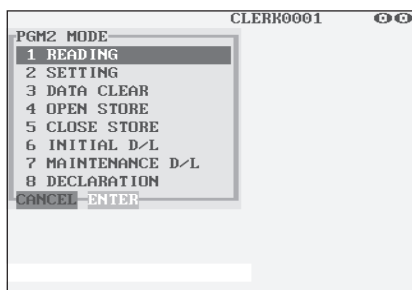 CLERK0001 00
PGM2 MODE
1 READING
2 SETTING
3 DATA CLEAR
4 OPEN STORE
5 CLOSE STORE
6 INITIAL D/L
7 MAINTENANCE D/L
8 DECLARATION
CANCEL ENTER